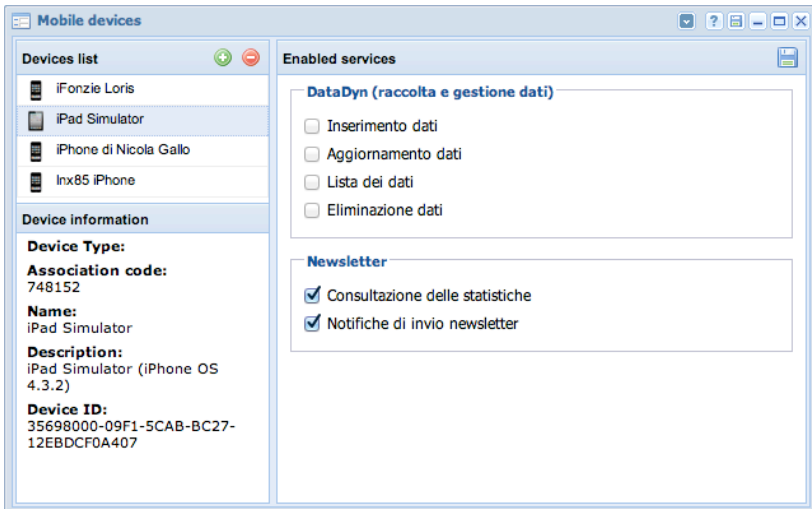 Mobile devices
Devices list
iFonzie Loris
iPad Simulator
iPhone di Nicola Gallo
lnx85 iPhone
Device information
Device Type:
Association code:
748152
Name:
iPad Simulator
Description:
iPad Simulator (iPhone OS
4.3.2)
Device ID:
35698000-09F1-5CAB-BC27-
12EBDCF0A407
Enabled services
DataDyn (raccolta e gestione dati)
Inserimento dati
Aggiornamento dati
Lista dei dati
Eliminazione dati
Newsletter
Consultazione delle statistiche
Notifiche di invio newsletter